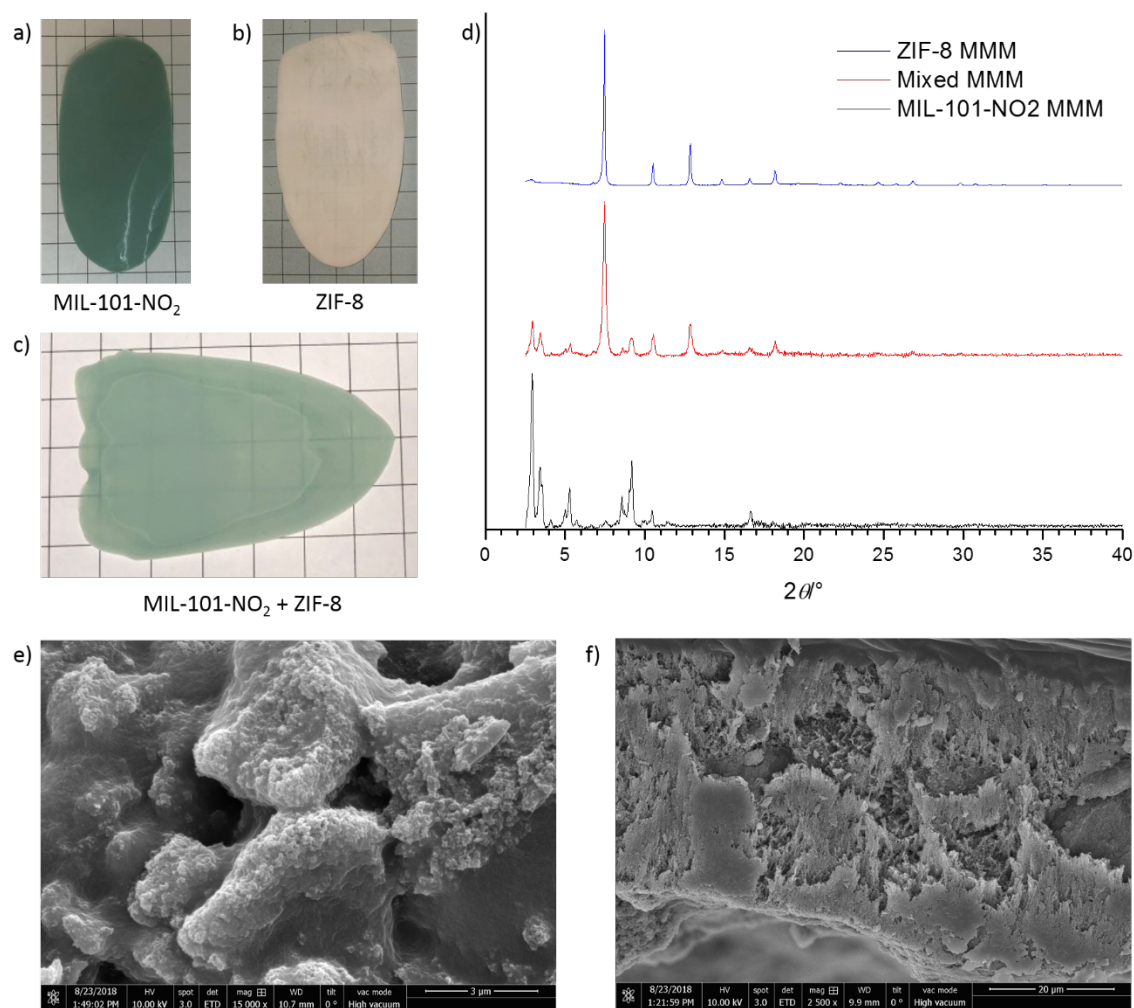 a)
b)
d)
MIL-101-NO₂
ZIF-8
c)
MIL-101-NO₂ + ZIF-8
ZIF-8 MMM
Mixed MMM
MIL-101-NO2 MMM
0 5 10 15 20 25 30 35 40
2θ/°
e)
f)
8/23/2018 HV spot det mag WD tilt vac mode 3 µm
1:49:02 PM 10.00 kV 3.0 ETD 15 000 x 10.7 mm 0 ° High vacuum
8/23/2018 HV spot det mag WD tilt vac mode 20 µm
1:21:59 PM 10.00 kV 3.0 ETD 2 500 x 9.9 mm 0 ° High vacuum